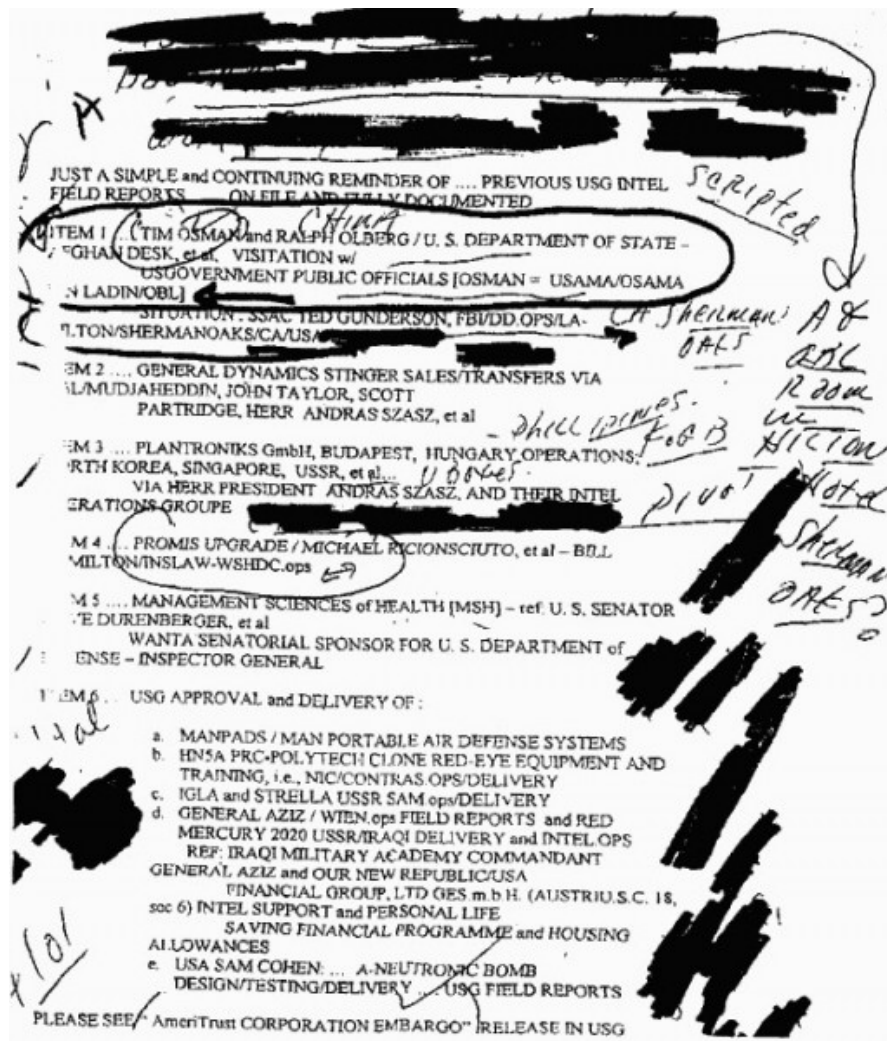 JUST A SIMPLE and CONTINUING REMINDER OF .... PREVIOUS USG INTEL
FIELD REPORTS ON FILE AND FULLY DOCUMENTED
Scripted
CHINA
ITEM 1 ... ( TIM OSMAN and RALPH OLBERG / U. S. DEPARTMENT OF STATE –
FGHAN DESK, et al, VISITATION w/
USGOVERNMENT PUBLIC OFFICIALS [OSMAN = USAMA/OSAMA
N LADIN/OBL]
SITUATION : SSAC TED GUNDERSON, FBI/DD.OPS/LA-
LTON/SHERMANOAKS/CA/USA
Sherman
OAKS
EM 2 .... GENERAL DYNAMICS STINGER SALES/TRANSFERS VIA
L/MUDJAHEDDIN, JOHN TAYLOR, SCOTT
PARTRIDGE, HERR ANDRAS SZASZ, et al
EM 3 .... PLANTRONIKS GmbH, BUDAPEST, HUNGARY OPERATIONS,
RTH KOREA, SINGAPORE, USSR, et al...
VIA HERR PRESIDENT ANDRAS SZASZ, AND THEIR INTEL
ERATIONS GROUPE
Room
in
HILTON
Hotel
Sherman
OAKS?
M 4 .... PROMIS UPGRADE / MICHAEL RICIONSCIUTO, et al – BILL
MILTON/INSLAW-WSHDC.ops
M 5 .... MANAGEMENT SCIENCES of HEALTH [MSH] – ref: U. S. SENATOR
E DURENBERGER, et al
WANTA SENATORIAL SPONSOR FOR U. S. DEPARTMENT of
ENSE – INSPECTOR GENERAL
EM 6 . . USG APPROVAL and DELIVERY OF :
a. MANPADS / MAN PORTABLE AIR DEFENSE SYSTEMS
b. HN5A PRC-POLYTECH CLONE RED-EYE EQUIPMENT AND
TRAINING, i.e., NIC/CONTRAS.OPS/DELIVERY
c. IGLA and STRELLA USSR SAM ops/DELIVERY
d. GENERAL AZIZ / WIEN.ops FIELD REPORTS and RED
MERCURY 2020 USSR/IRAQI DELIVERY and INTEL.OPS
REF: IRAQI MILITARY ACADEMY COMMANDANT
GENERAL AZIZ and OUR NEW REPUBLIC/USA
FINANCIAL GROUP, LTD GES.m.b.H. (AUSTRIU.S.C. 18,
sec 6) INTEL SUPPORT and PERSONAL LIFE
SAVING FINANCIAL PROGRAMME and HOUSING
ALLOWANCES
e. USA SAM COHEN: ... A-NEUTRONIC BOMB
DESIGN/TESTING/DELIVERY .... USG FIELD REPORTS
PLEASE SEE " AmeriTrust CORPORATION EMBARGO" RELEASE IN USG